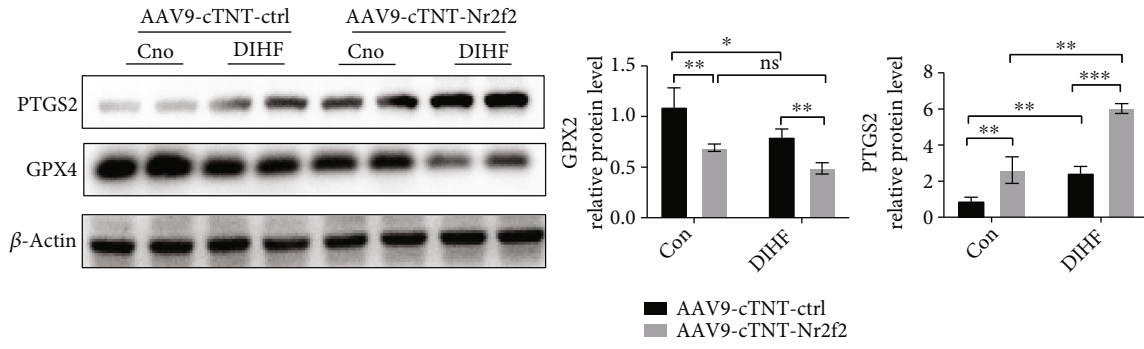 AAV9-cTNT-ctrl AAV9-cTNT-Nr2f2
Cno DIHF Cno DIHF
PTGS2
GPX4
β-Actin
GPX2
relative protein level
1.5
1.0
0.5
0.0
* 
** ns
**
Con DIHF
PTGS2
relative protein level
8
6
4
2
0
**
***
**
**
Con DIHF
AAV9-cTNT-ctrl
AAV9-cTNT-Nr2f2